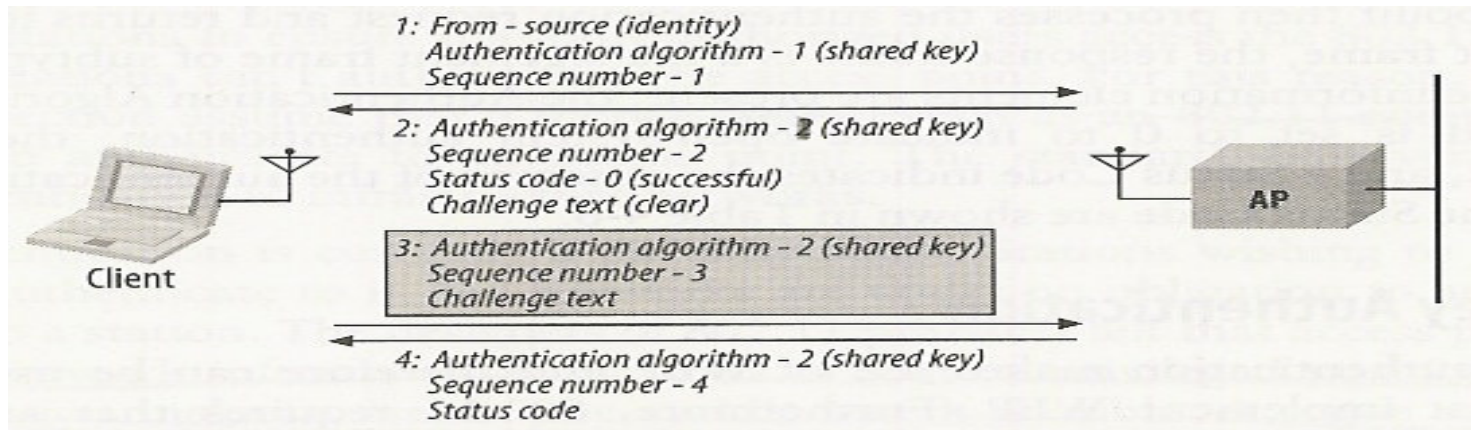 1: From - source (identity)
Authentication algorithm - 1 (shared key)
Sequence number - 1
2: Authentication algorithm - 2 (shared key)
Sequence number - 2
Status code - 0 (successful)
Challenge text (clear)
AP
3: Authentication algorithm - 2 (shared key)
Sequence number - 3
Challenge text
Client
4: Authentication algorithm - 2 (shared key)
Sequence number - 4
Status code